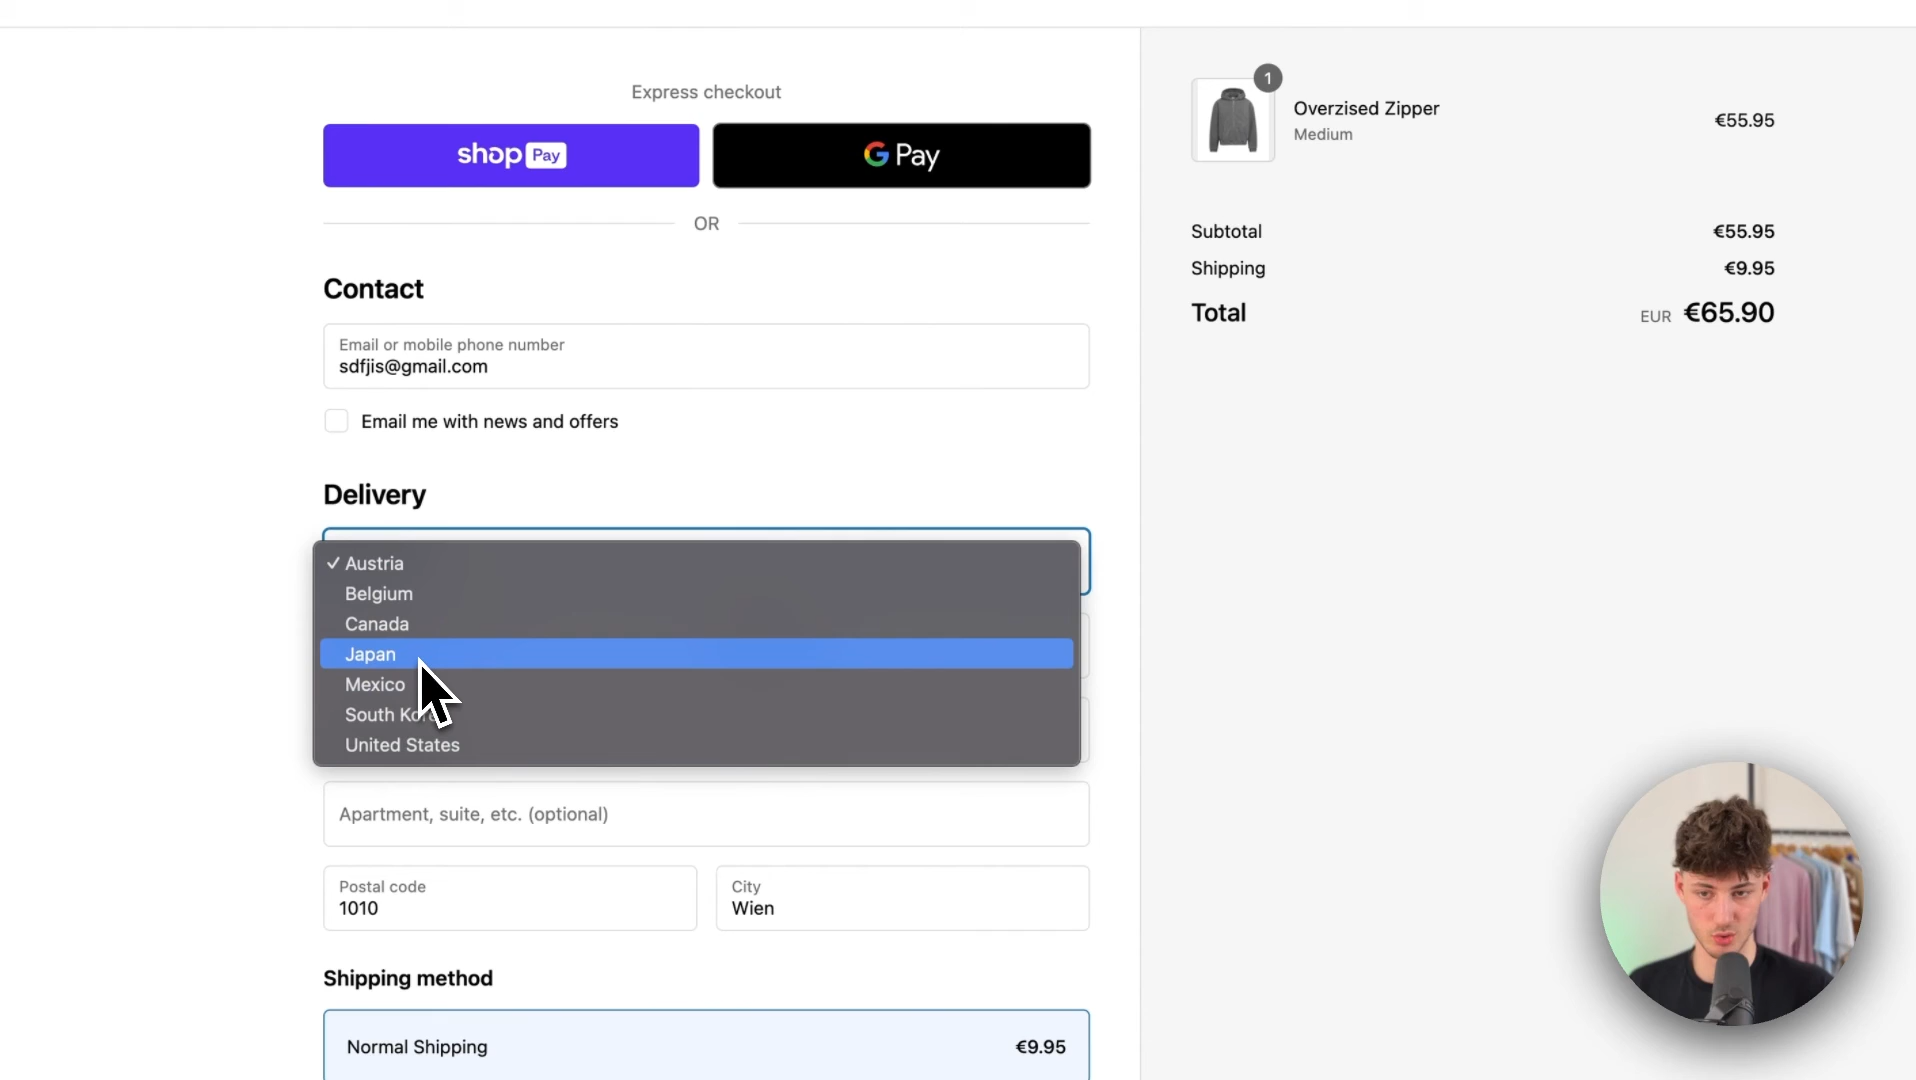 Express checkout
shop Pay
G Pay
OR
Contact
Email or mobile phone number
sdfjis@gmail.com
Email me with news and offers
Delivery
✓ Austria
Belgium
Canada
Japan
Mexico
South
United States
Apartment, suite, etc. (optional)
Postal code
1010
City
Wien
Shipping method
Normal Shipping €9.95
1
Overzised Zipper
Medium
€55.95
Subtotal €55.95
Shipping €9.95
Total EUR €65.90